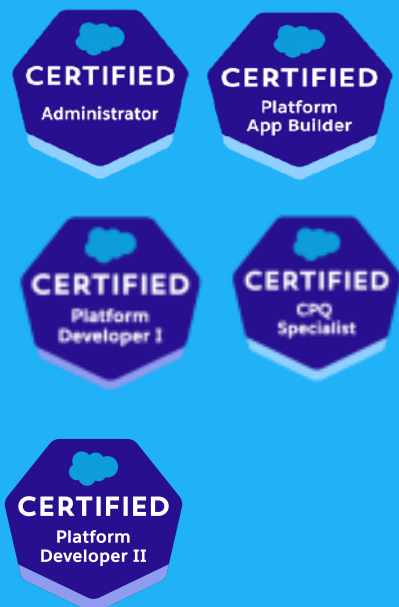 CERTIFIED
Administrator
CERTIFIED
Platform
App Builder
CERTIFIED
Platform
Developer I
CERTIFIED
CPQ
Specialist
CERTIFIED
Platform
Developer II